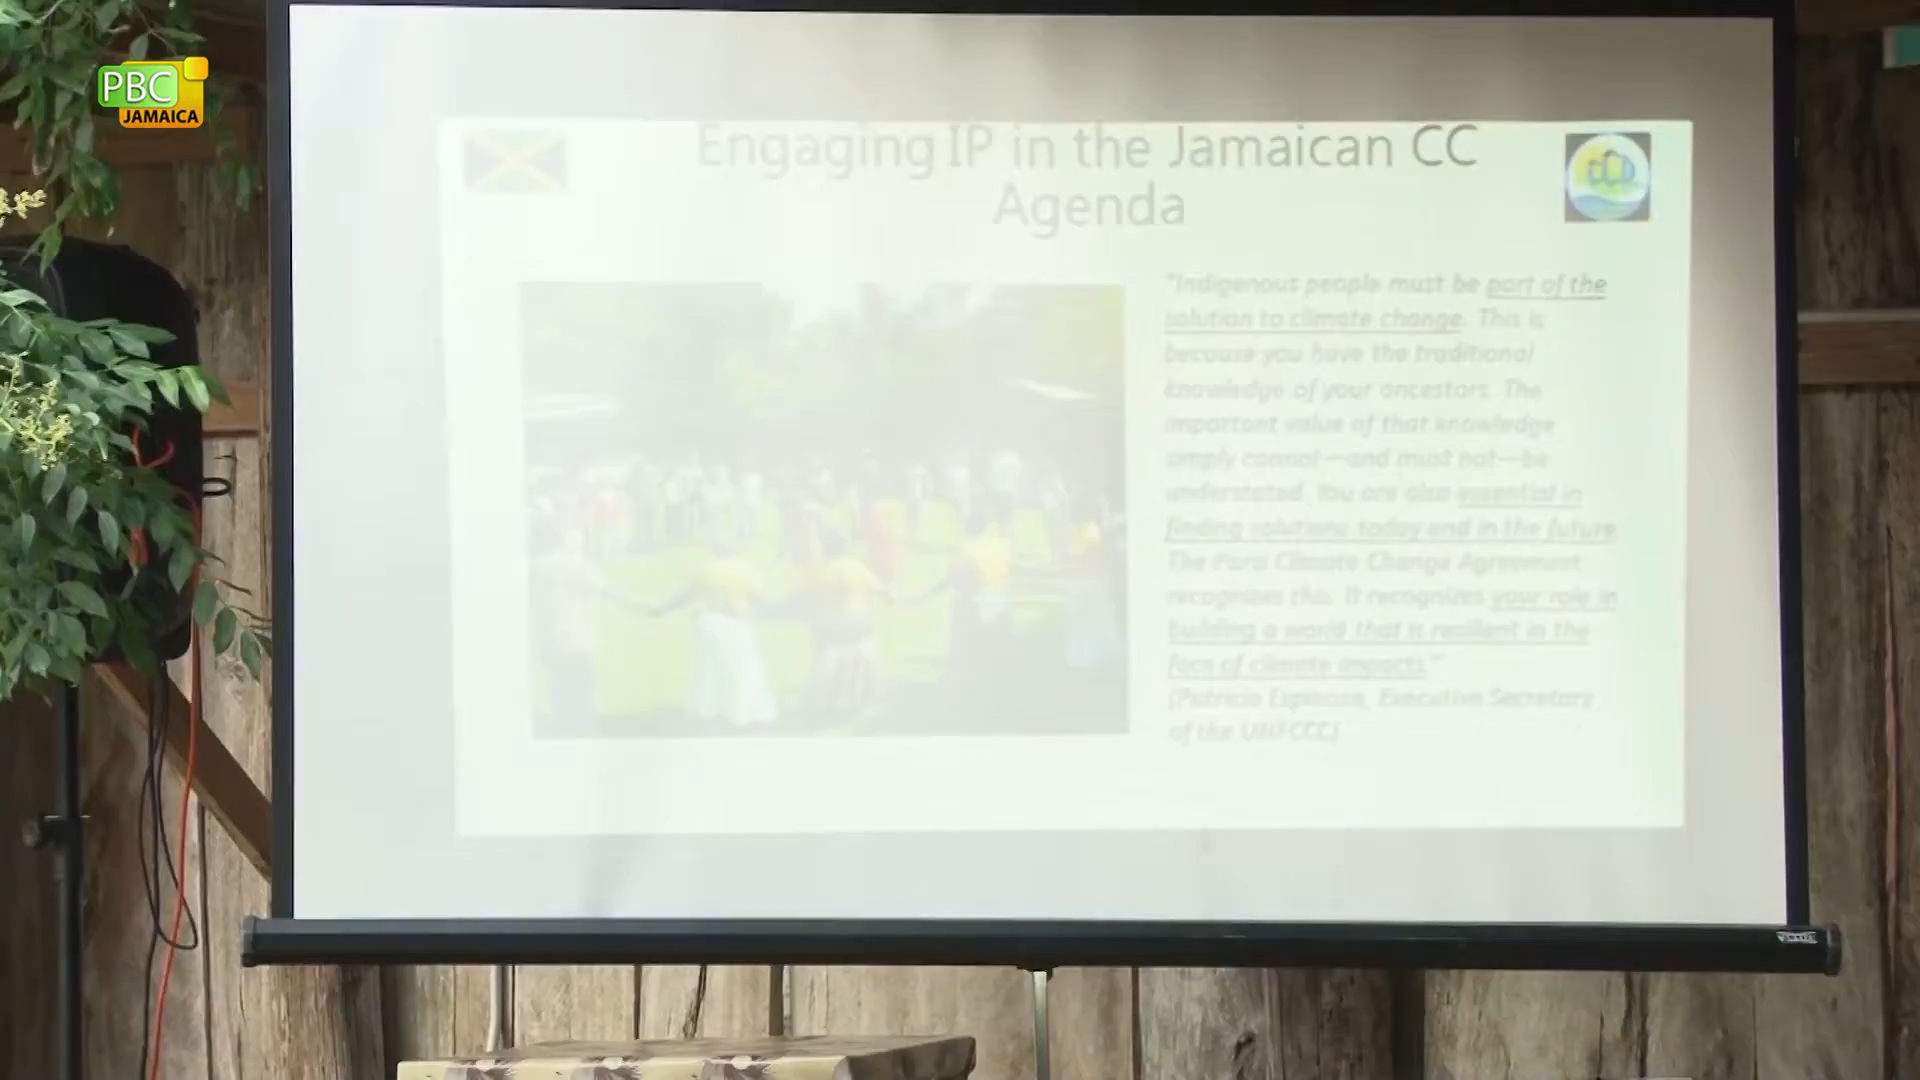 PBC
JAMAICA
Engaging IP in the Jamaican CC
Agenda
CCD
"Indigenous people must be part of the
solution to climate change. This is
because you have the traditional
knowledge of your ancestors. The
important value of that knowledge
simply cannot—and must not—be
understated. You are also essential in
finding solutions today and in the future
The Paris Climate Change Agreement
recognizes this. It recognizes your role in
building a world that is resilient in the
face of climate impacts."
(Patricia Espinosa, Executive Secretary
of the UNFCCC)